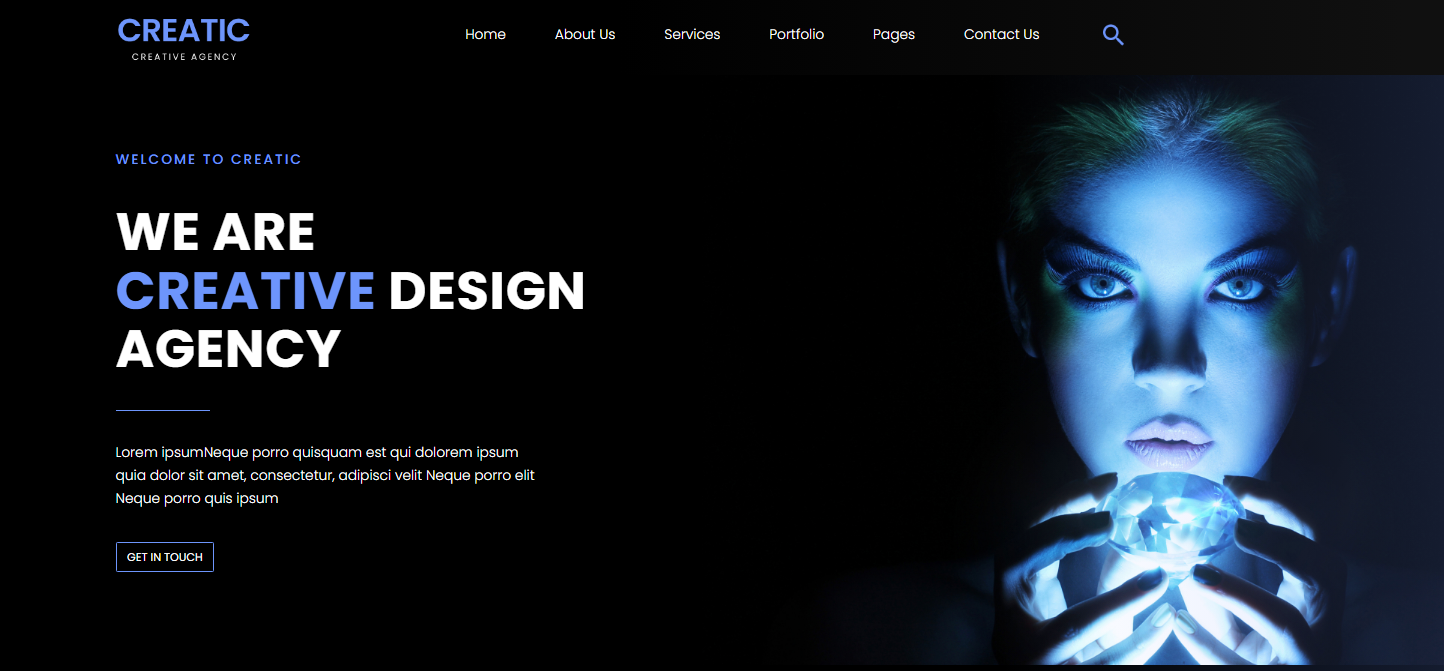 CREATIC
CREATIVE AGENCY
Home About Us Services Portfolio Pages Contact Us
WELCOME TO CREATIC
WE ARE
CREATIVE DESIGN
AGENCY
Lorem ipsumNeque porro quisquam est qui dolorem ipsum
quia dolor sit amet, consectetur, adipisci velit Neque porro elit
Neque porro quis ipsum
GET IN TOUCH